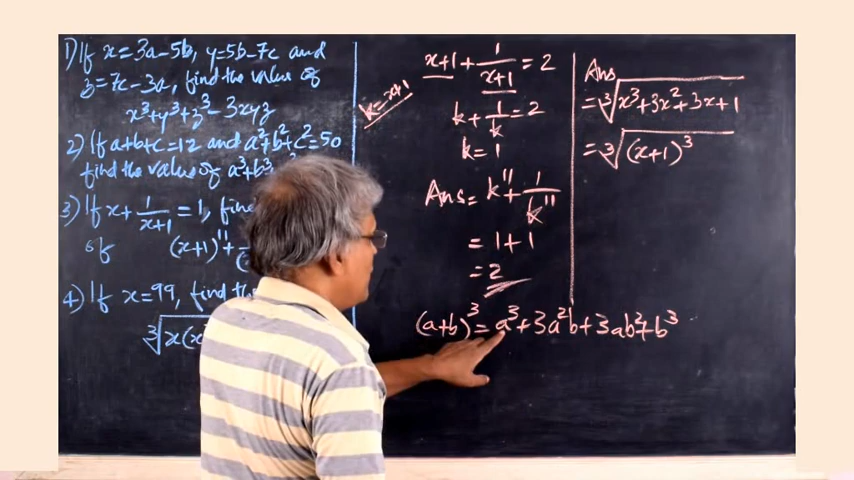 1) If x = 3a-5b, y = 5b-7c and
z = 7c-3a, find the value of
x³+y³+z³-3xyz
2) If a+b+c=12 and a²+b²+c²=50
find the value of a³+b³
3) If x + 1/(x+1) = 1, find
of (x+1)¹¹ +
4) If x=99, find the
∛x(x²
x+1 + 1/(x+1) = 2
k=x+1
k + 1/k = 2
k = 1
Ans = k¹¹ + 1/k¹¹
= 1+1
= 2
(a+b)³ = a³+3a²b+3ab²+b³
Ans
= ∛(x³+3x²+3x+1)
= ∛(x+1)³